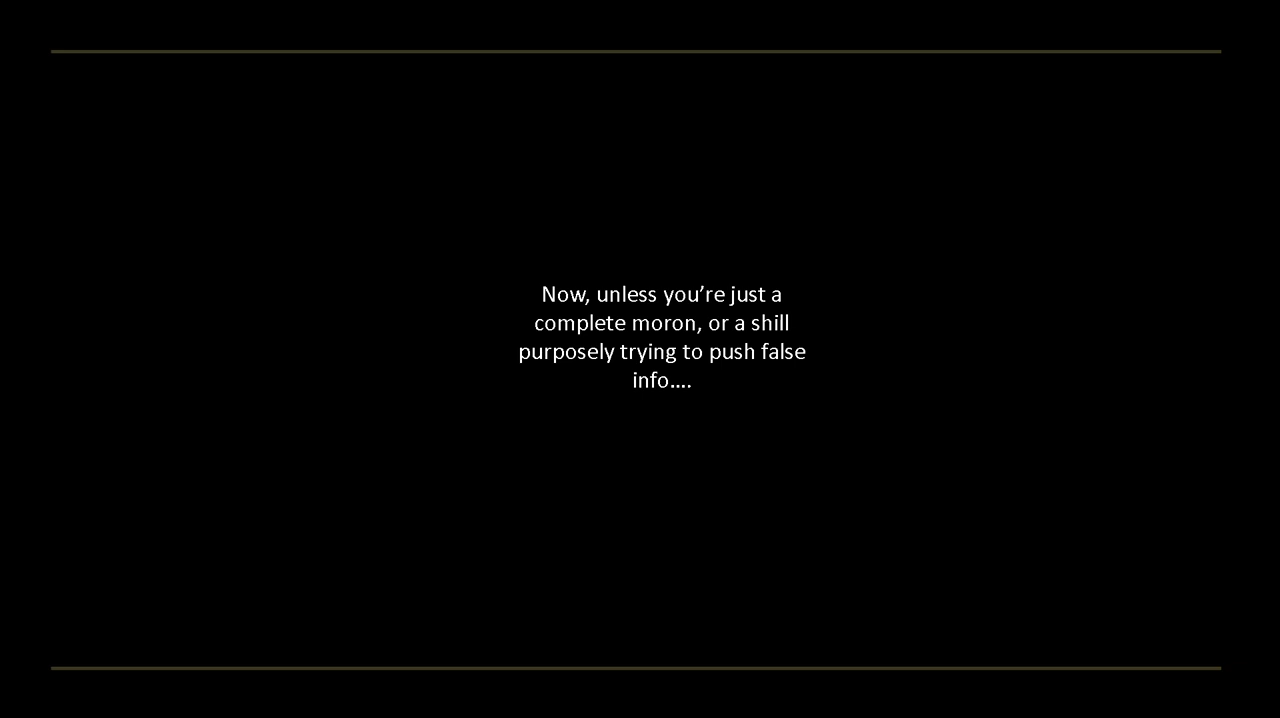 Now, unless you’re just a
complete moron, or a shill
purposely trying to push false
info….